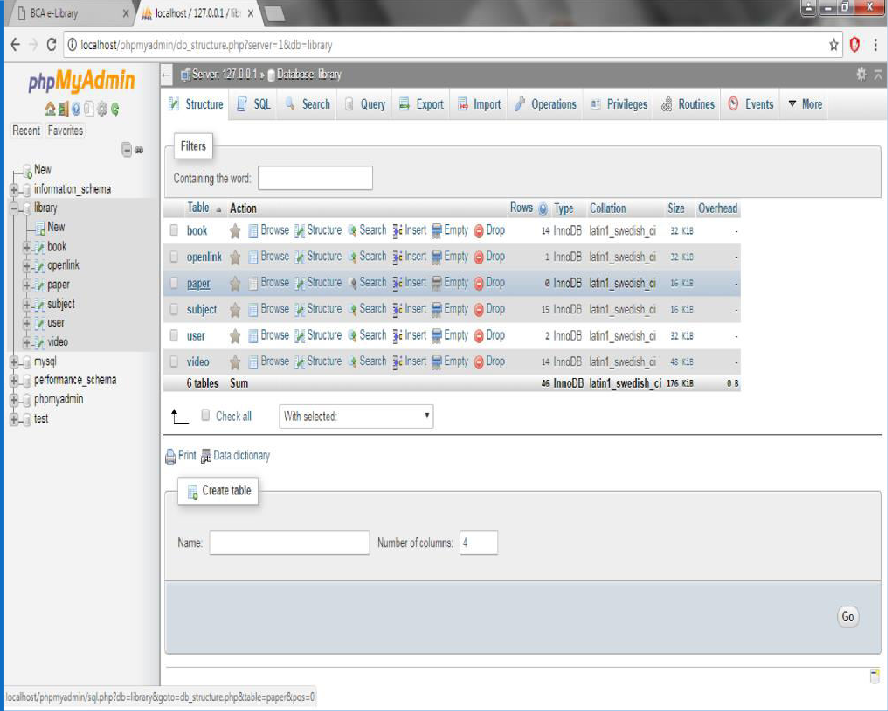 BCA e-Library
localhost / 127.0.0.1 / lib
localhost/phpmyadmin/db_structure.php?server=1&db=library
phpMyAdmin
Recent Favorites
New
information_schema
library
New
book
openlink
paper
subject
user
video
mysql
performance_schema
phpmyadmin
test
Server: 127.0.0.1 » Database: library
Structure SQL Search Query Export Import Operations Privileges Routines Events More
Filters
Containing the word:
Table Action Rows Type Collation Size Overhead
book Browse Structure Search Insert Empty Drop 14 InnoDB latin1_swedish_ci 32 KiB -
openlink Browse Structure Search Insert Empty Drop 1 InnoDB latin1_swedish_ci 32 KiB -
paper Browse Structure Search Insert Empty Drop 0 InnoDB latin1_swedish_ci 16 KiB -
subject Browse Structure Search Insert Empty Drop 15 InnoDB latin1_swedish_ci 16 KiB -
user Browse Structure Search Insert Empty Drop 2 InnoDB latin1_swedish_ci 32 KiB -
video Browse Structure Search Insert Empty Drop 14 InnoDB latin1_swedish_ci 48 KiB -
6 tables Sum 46 InnoDB latin1_swedish_ci 176 KiB 0 B
Check all With selected:
Print Data dictionary
Create table
Name: Number of columns: 4
Go
localhost/phpmyadmin/sql.php?db=library&goto=db_structure.php&table=paper&pos=0